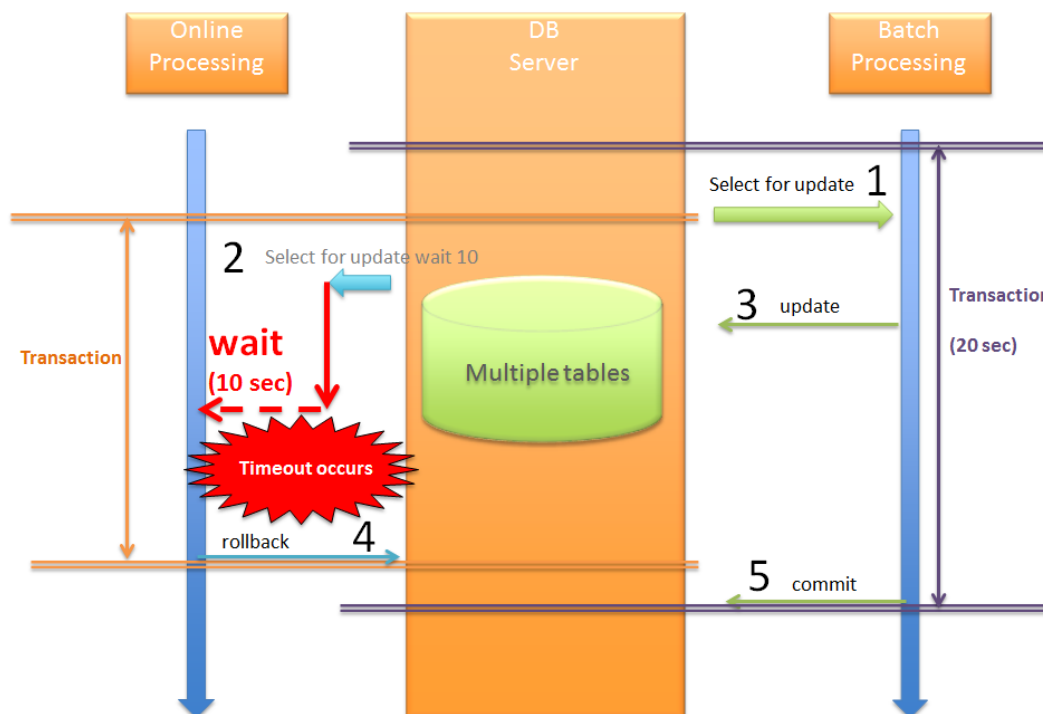 Online
Processing
DB
Server
Batch
Processing
Select for update 1
2 Select for update wait 10
3 update
Transaction
(20 sec)
wait
(10 sec)
Transaction
Multiple tables
Timeout occurs
rollback 4
5 commit